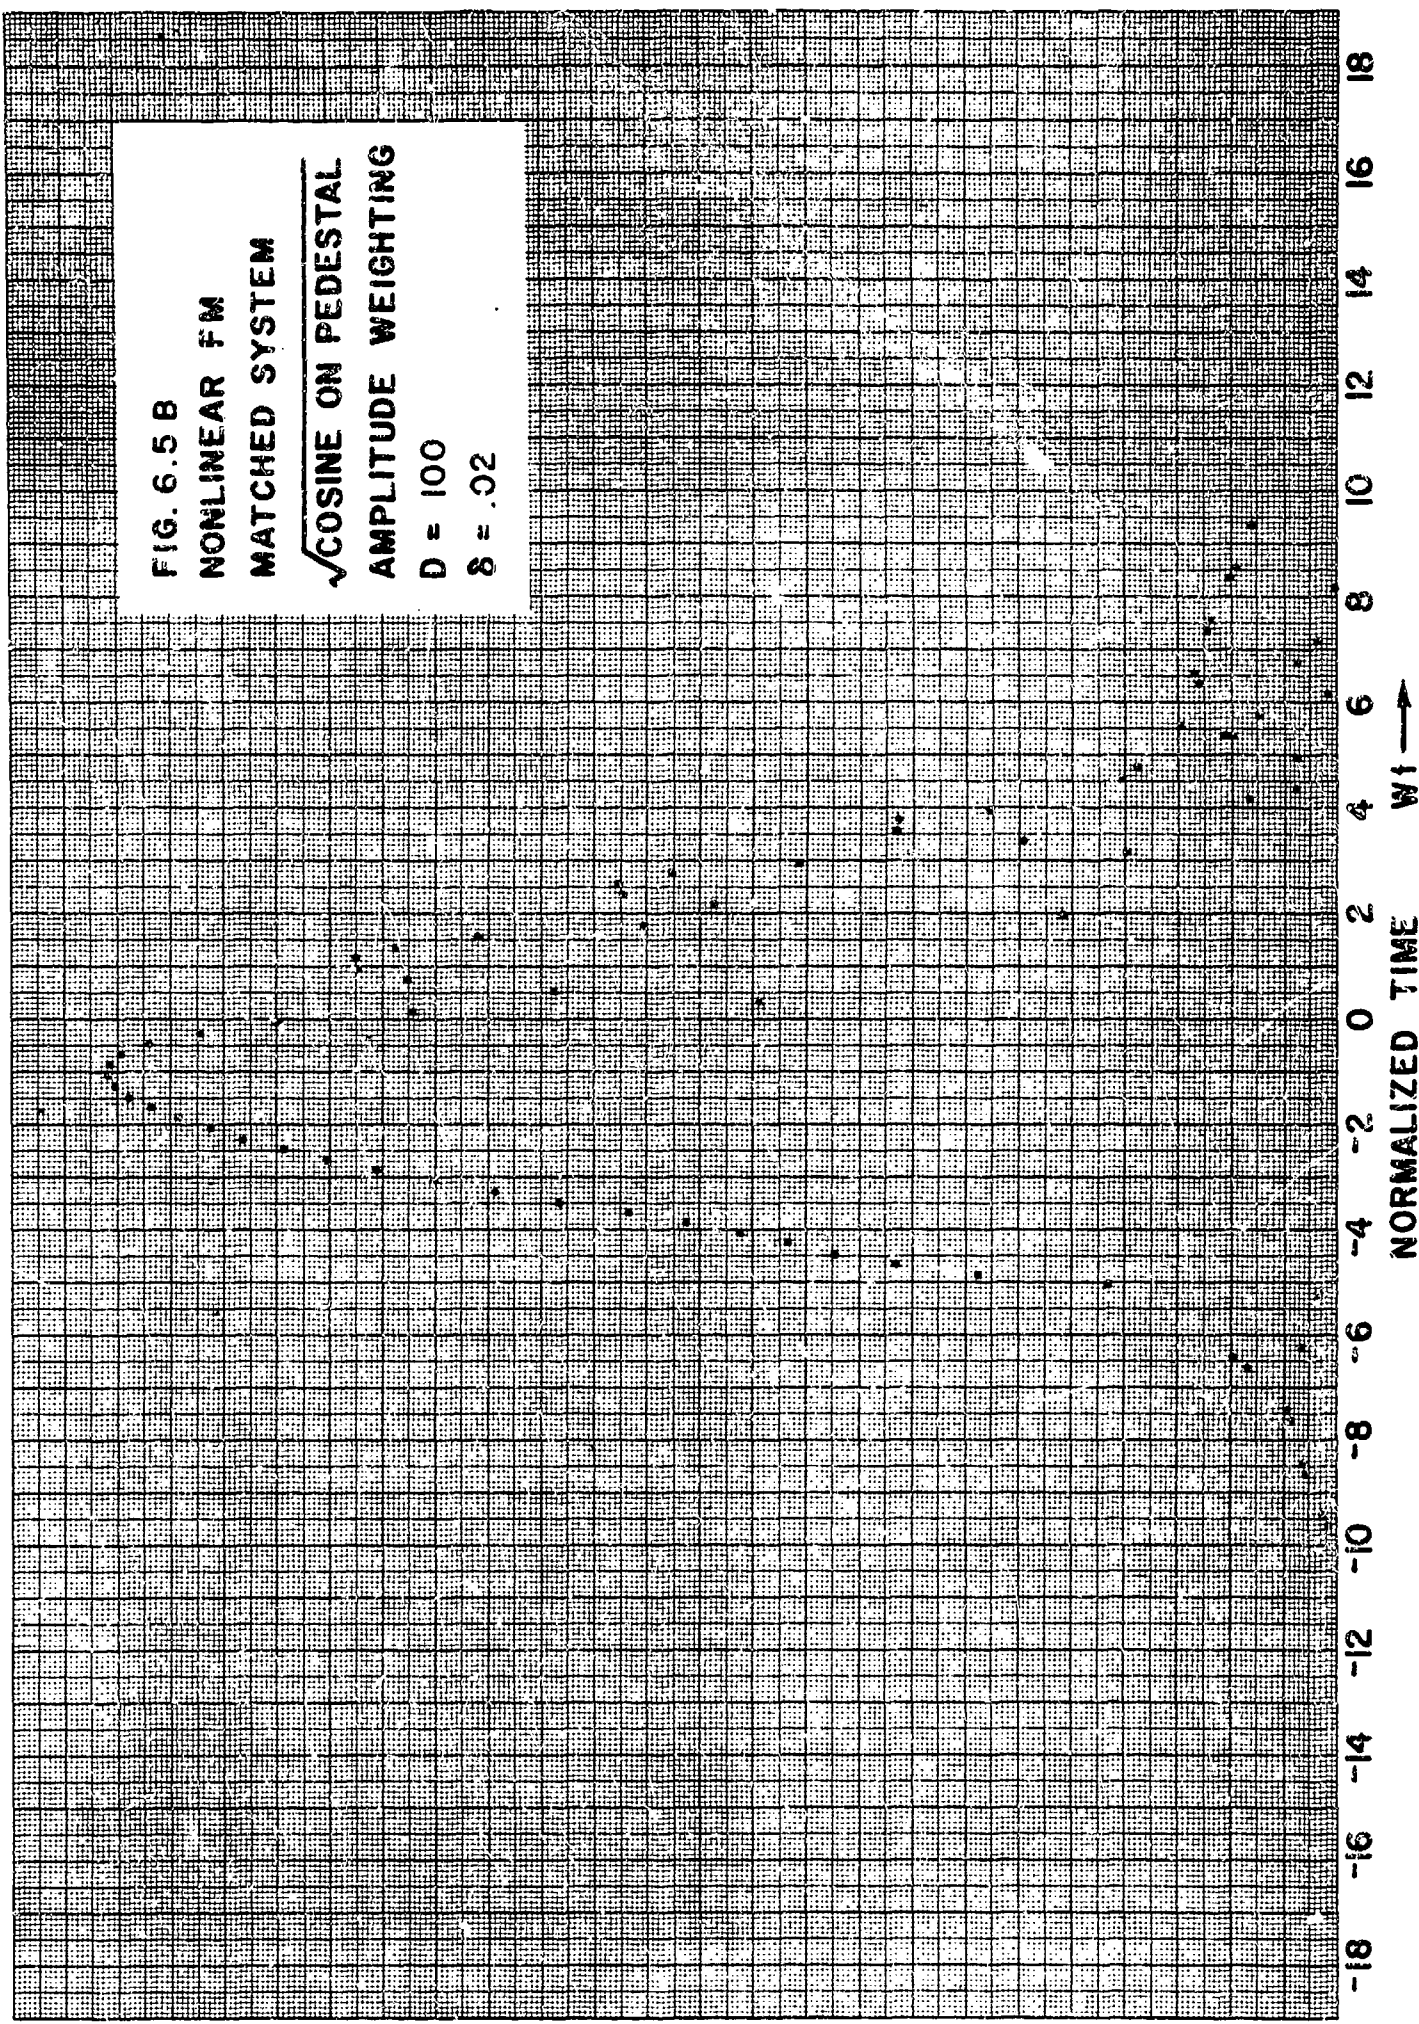 FIG. 6.5 B
NONLINEAR FM
MATCHED SYSTEM
√COSINE ON PEDESTAL
AMPLITUDE WEIGHTING
D = 100
δ = .02
-18 -16 -14 -12 -10 -8 -6 -4 -2 0 2 4 6 8 10 12 14 16 18
NORMALIZED TIME Wt →